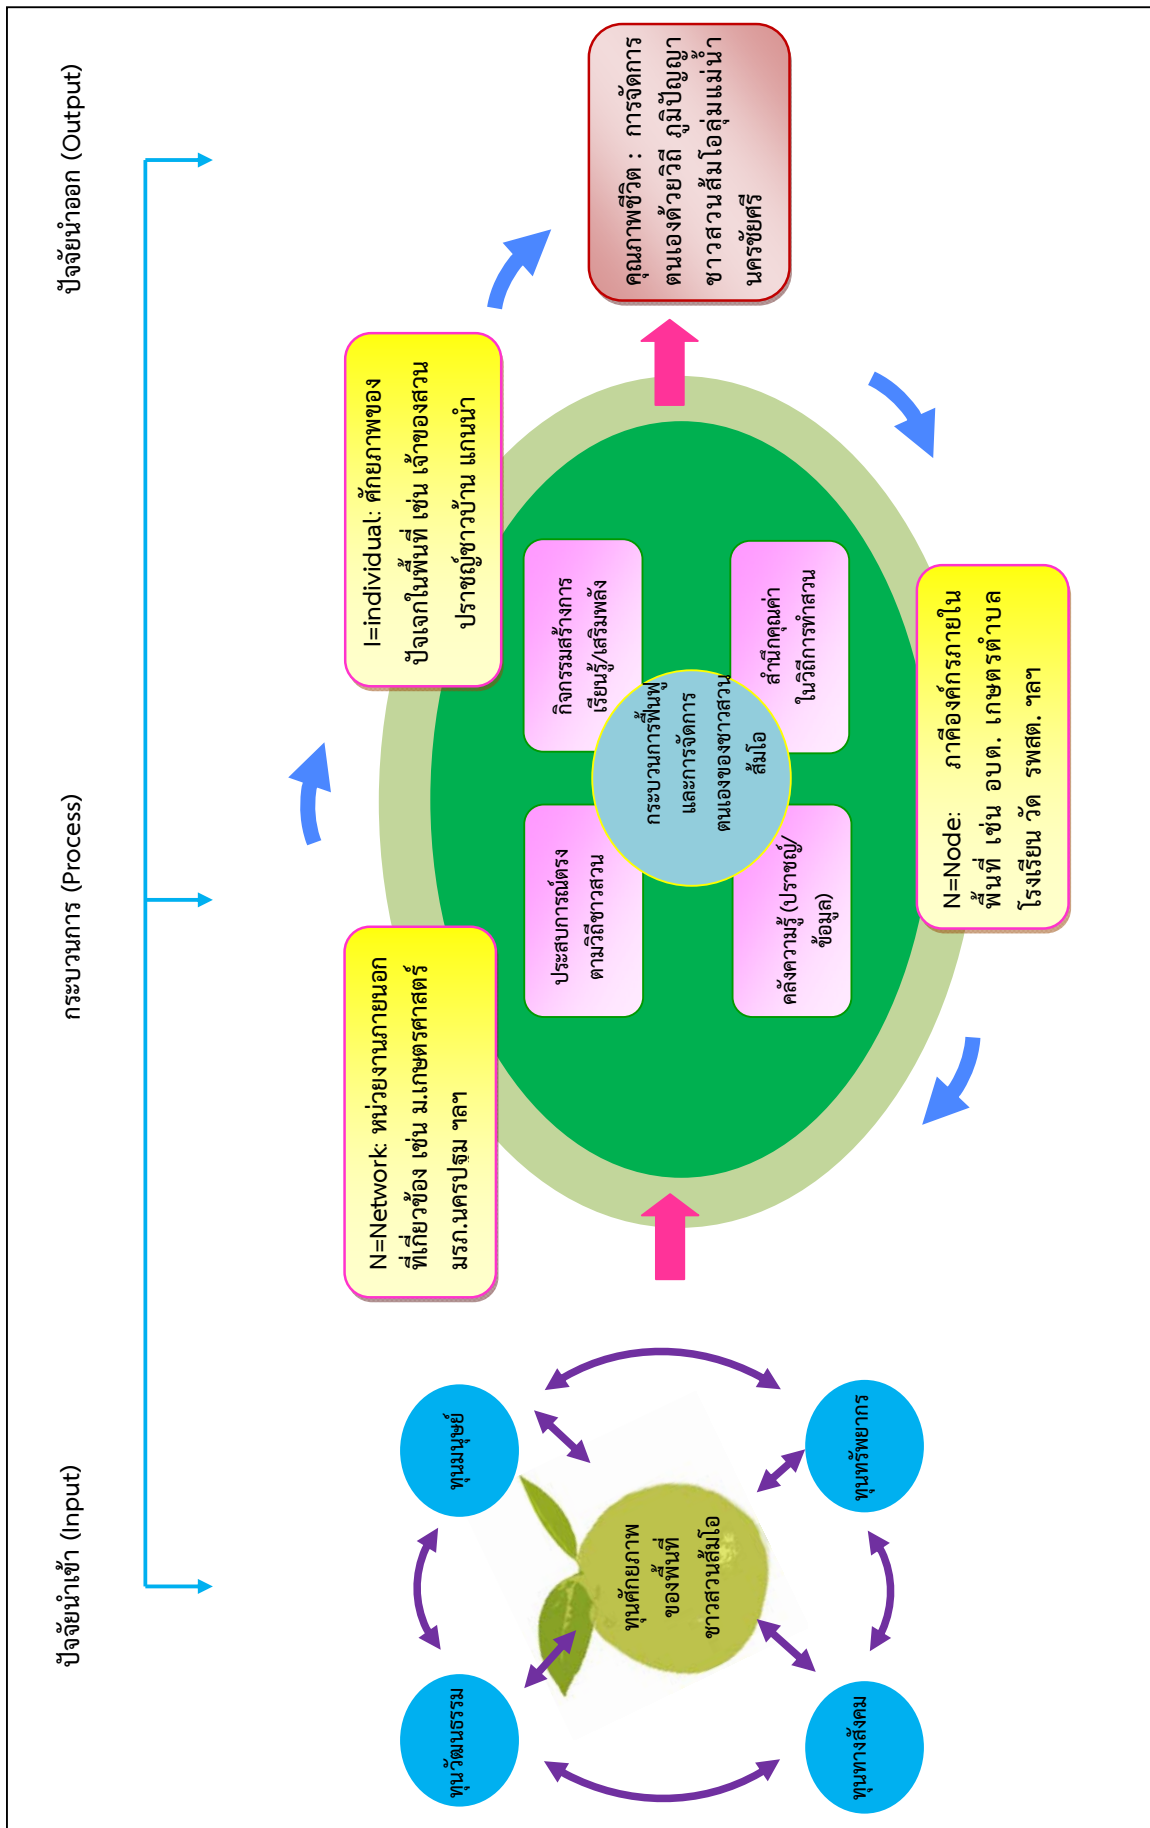 ปัจจัยนำเข้า (Input)
กระบวนการ (Process)
ปัจจัยนำออก (Output)
ทุนวัฒนธรรม
ทุนมนุษย์
ทุนศักยภาพ
ของพื้นที่
ชาวสวนส้มโอ
ทุนทางสังคม
ทุนทรัพยากร
N=Network: หน่วยงานภายนอก
ที่เกี่ยวข้อง เช่น ม.เกษตรศาสตร์
มรภ.นครปฐม ฯลฯ
I=individual: ศักยภาพของ
ปัจเจกในพื้นที่ เช่น เจ้าของสวน
ปราชญ์ชาวบ้าน แกนนำ
ประสบการณ์ตรง
ตามวิถีชาวสวน
กิจกรรมสร้างการ
เรียนรู้/เสริมพลัง
กระบวนการฟื้นฟู
และการจัดการ
ตนเองของชาวสวน
ส้มโอ
คลังความรู้ (ปราชญ์/
ข้อมูล)
สำนึกคุณค่า
ในวิถีการทำสวน
N=Node: ภาคีองค์กรภายใน
พื้นที่ เช่น อบต. เกษตรตำบล
โรงเรียน วัด รพสต. ฯลฯ
คุณภาพชีวิต : การจัดการ
ตนเองด้วยวิถี ภูมิปัญญา
ชาวสวนส้มโอลุ่มแม่น้ำ
นครชัยศรี